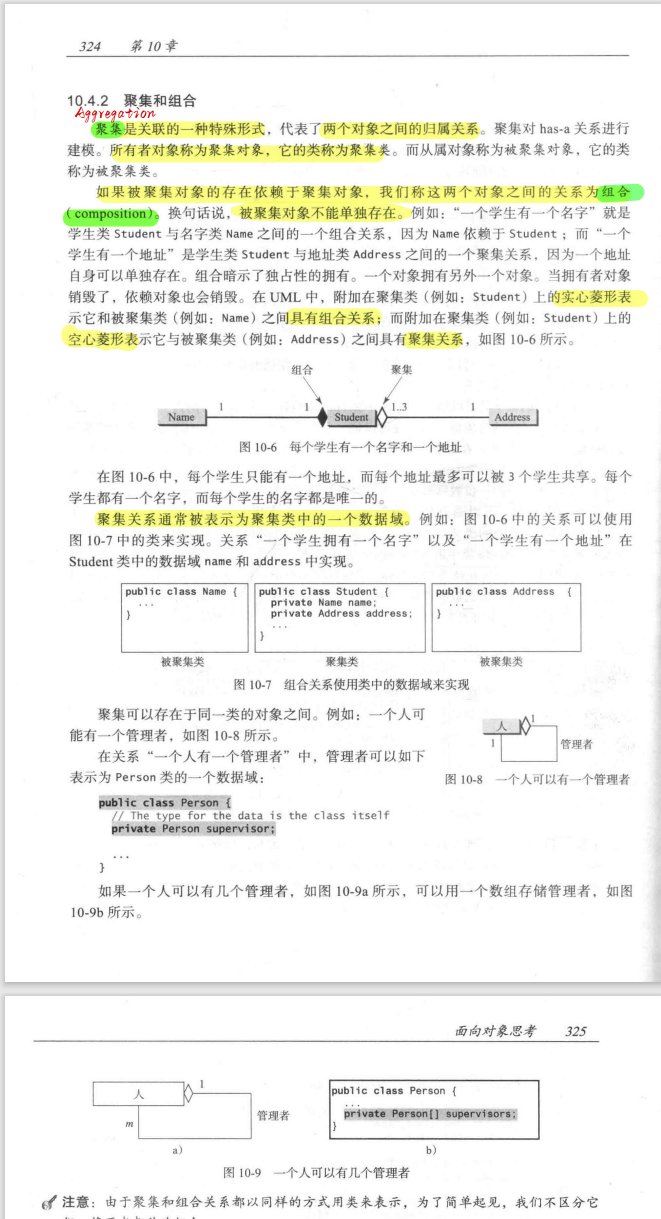 324 第10章
10.4.2 聚集和组合
Aggregation
聚集是关联的一种特殊形式，代表了两个对象之间的归属关系。聚集对 has-a 关系进行
建模。所有者对象称为聚集对象，它的类称为聚集类。而从属对象称为被聚集对象，它的类
称为被聚集类。
如果被聚集对象的存在依赖于聚集对象，我们称这两个对象之间的关系为组合
（composition）。换句话说，被聚集对象不能单独存在。例如：“一个学生有一个名字”就是
学生类 Student 与名字类 Name 之间的一个组合关系，因为 Name 依赖于 Student；而“一个
学生有一个地址”是学生类 Student 与地址类 Address 之间的一个聚集关系，因为一个地址
自身可以单独存在。组合暗示了独占性的拥有。一个对象拥有另外一个对象。当拥有者对象
销毁了，依赖对象也会销毁。在 UML 中，附加在聚集类（例如：Student）上的实心菱形表
示它和被聚集类（例如：Name）之间具有组合关系；而附加在聚集类（例如：Student）上的
空心菱形表示它与被聚集类（例如：Address）之间具有聚集关系，如图 10-6 所示。
组合 聚集
Name 1 1 Student 1..3 1 Address
图 10-6 每个学生有一个名字和一个地址
在图 10-6 中，每个学生只能有一个地址，而每个地址最多可以被 3 个学生共享。每个
学生都有一个名字，而每个学生的名字都是唯一的。
聚集关系通常被表示为聚集类中的一个数据域。例如：图 10-6 中的关系可以使用
图 10-7 中的类来实现。关系“一个学生拥有一个名字”以及“一个学生有一个地址”在
Student 类中的数据域 name 和 address 中实现。
public class Name {
...
}
被聚集类
public class Student {
private Name name;
private Address address;
...
}
聚集类
public class Address {
...
}
被聚集类
图 10-7 组合关系使用类中的数据域来实现
聚集可以存在于同一类的对象之间。例如：一个人可
能有一个管理者，如图 10-8 所示。
在关系“一个人有一个管理者”中，管理者可以如下
表示为 Person 类的一个数据域：
人 1
1 管理者
图 10-8 一个人可以有一个管理者
public class Person {
// The type for the data is the class itself
private Person supervisor;
...
}
如果一个人可以有几个管理者，如图 10-9a 所示，可以用一个数组存储管理者，如图
10-9b 所示。
面向对象思考 325
人 1
m 管理者
a）
public class Person {
...
private Person[] supervisors;
}
b）
图 10-9 一个人可以有几个管理者
注意：由于聚集和组合关系都以同样的方式用类来表示，为了简单起见，我们不区分它